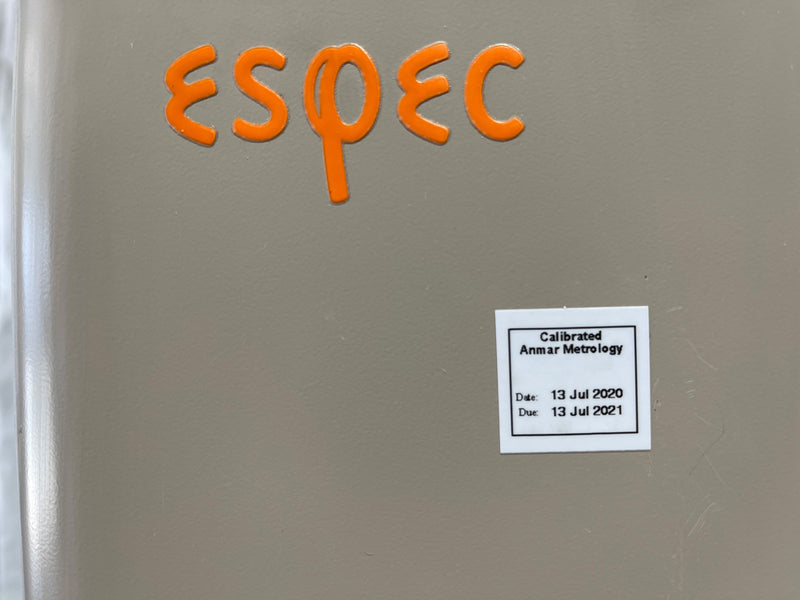 ESPEC
Calibrated
Anmar Metrology
Date: 13 Jul 2020
Due: 13 Jul 2021